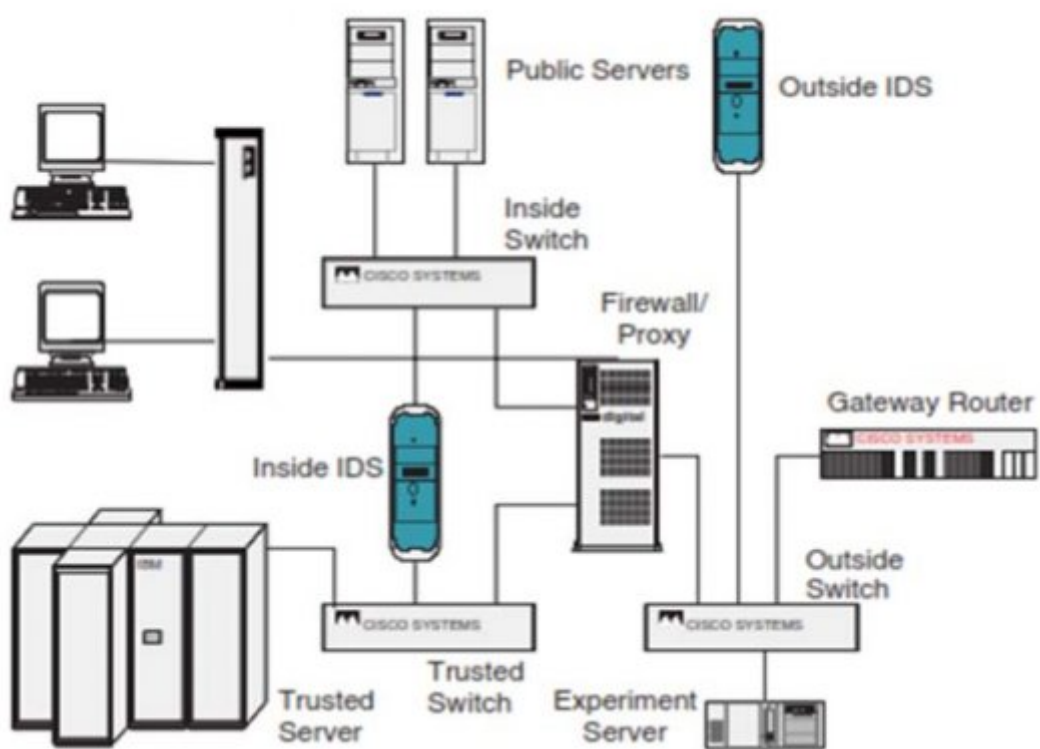 Public Servers
Outside IDS
Inside
Switch
CISCO SYSTEMS
Firewall/
Proxy
digital
Gateway Router
CISCO SYSTEMS
Inside IDS
IBM
Outside
Switch
CISCO SYSTEMS
CISCO SYSTEMS
Trusted
Server
Trusted
Switch
Experiment
Server